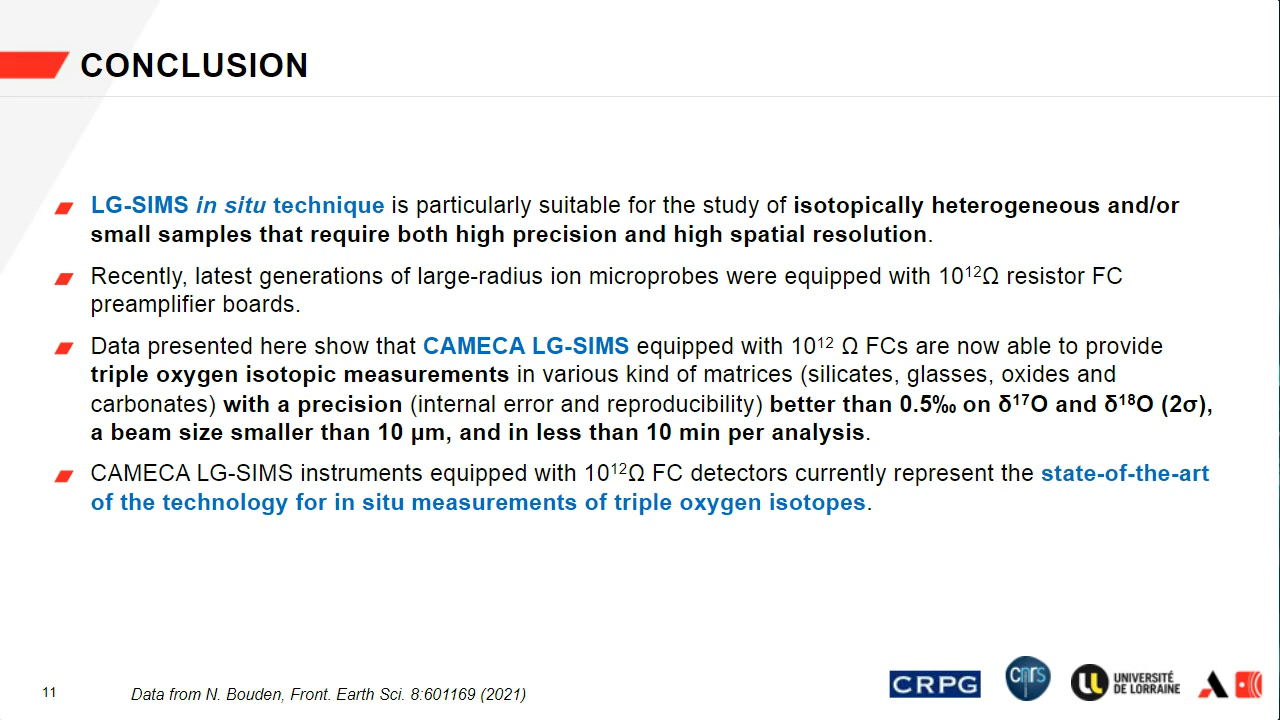 CONCLUSION
LG-SIMS in situ technique is particularly suitable for the study of isotopically heterogeneous and/or
small samples that require both high precision and high spatial resolution.
Recently, latest generations of large-radius ion microprobes were equipped with 10¹²Ω resistor FC
preamplifier boards.
Data presented here show that CAMECA LG-SIMS equipped with 10¹² Ω FCs are now able to provide
triple oxygen isotopic measurements in various kind of matrices (silicates, glasses, oxides and
carbonates) with a precision (internal error and reproducibility) better than 0.5‰ on δ¹⁷O and δ¹⁸O (2σ),
a beam size smaller than 10 µm, and in less than 10 min per analysis.
CAMECA LG-SIMS instruments equipped with 10¹²Ω FC detectors currently represent the state-of-the-art
of the technology for in situ measurements of triple oxygen isotopes.
11
Data from N. Bouden, Front. Earth Sci. 8:601169 (2021)
CRPG
cnrs
UNIVERSITÉ
DE LORRAINE